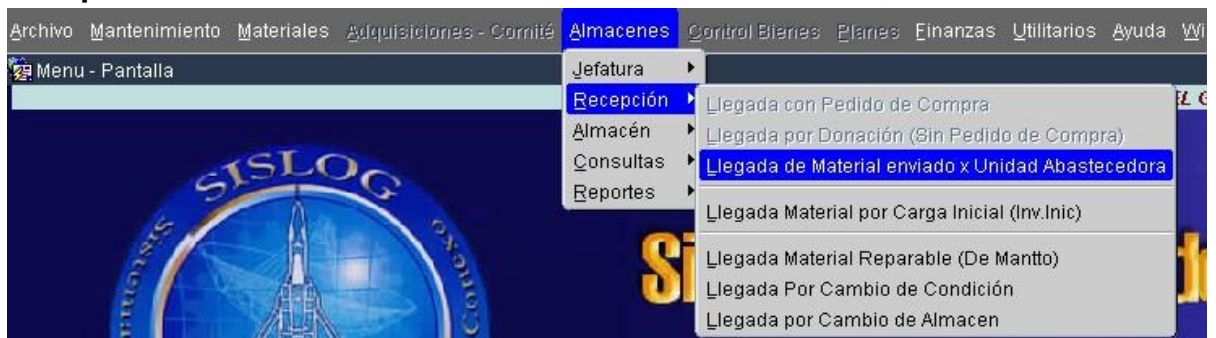 Archivo Mantenimiento Materiales Adquisiciones - Comité Almacenes Control Bienes Planes Finanzas Utilitarios Ayuda Wi
Menu - Pantalla
Jefatura
Recepción
Almacén
Consultas
Reportes
Llegada con Pedido de Compra
Llegada por Donación (Sin Pedido de Compra)
Llegada de Material enviado x Unidad Abastecedora
Llegada Material por Carga Inicial (Inv.Inic)
Llegada Material Reparable (De Mantto)
Llegada Por Cambio de Condición
Llegada por Cambio de Almacen
EL G
SISLOG
Si